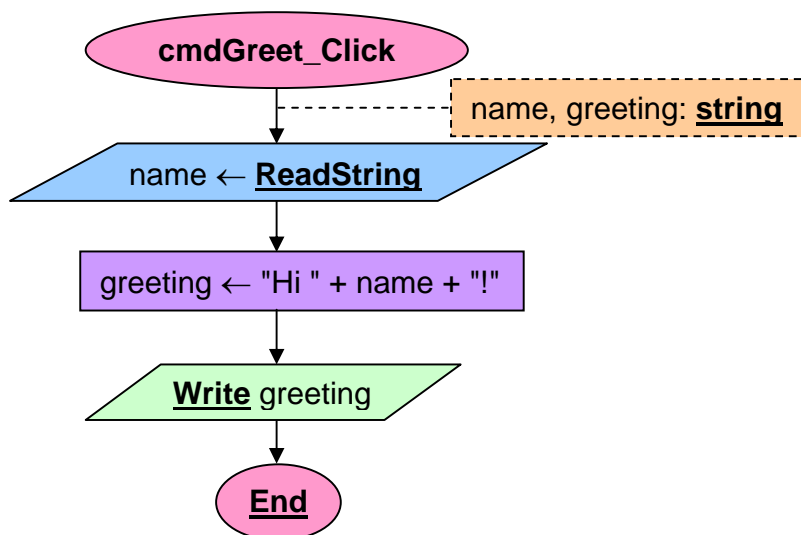 cmdGreet_Click
name, greeting: string
name ← ReadString
greeting ← "Hi " + name + "!"
Write greeting
End